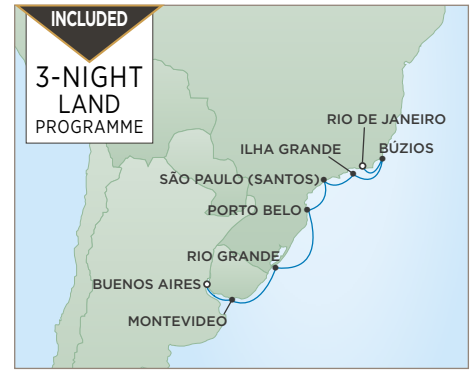 INCLUDED
3-NIGHT
LAND
PROGRAMME
RIO DE JANEIRO
ILHA GRANDE
BÚZIOS
SÃO PAULO (SANTOS)
PORTO BELO
RIO GRANDE
BUENOS AIRES
MONTEVIDEO